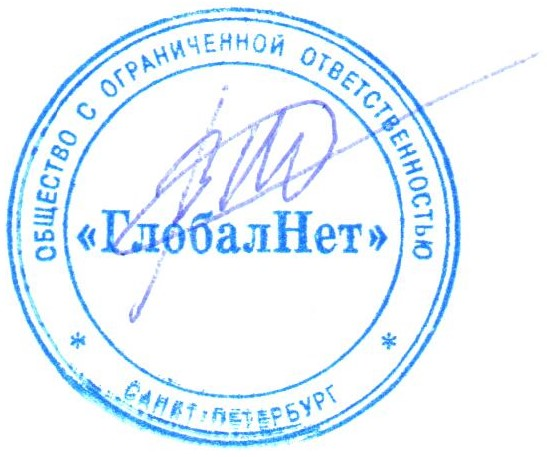 ОБЩЕСТВО С ОГРАНИЧЕННОЙ ОТВЕТСТВЕННОСТЬЮ
«ГлобалНет»
* САНКТ-ПЕТЕРБУРГ *